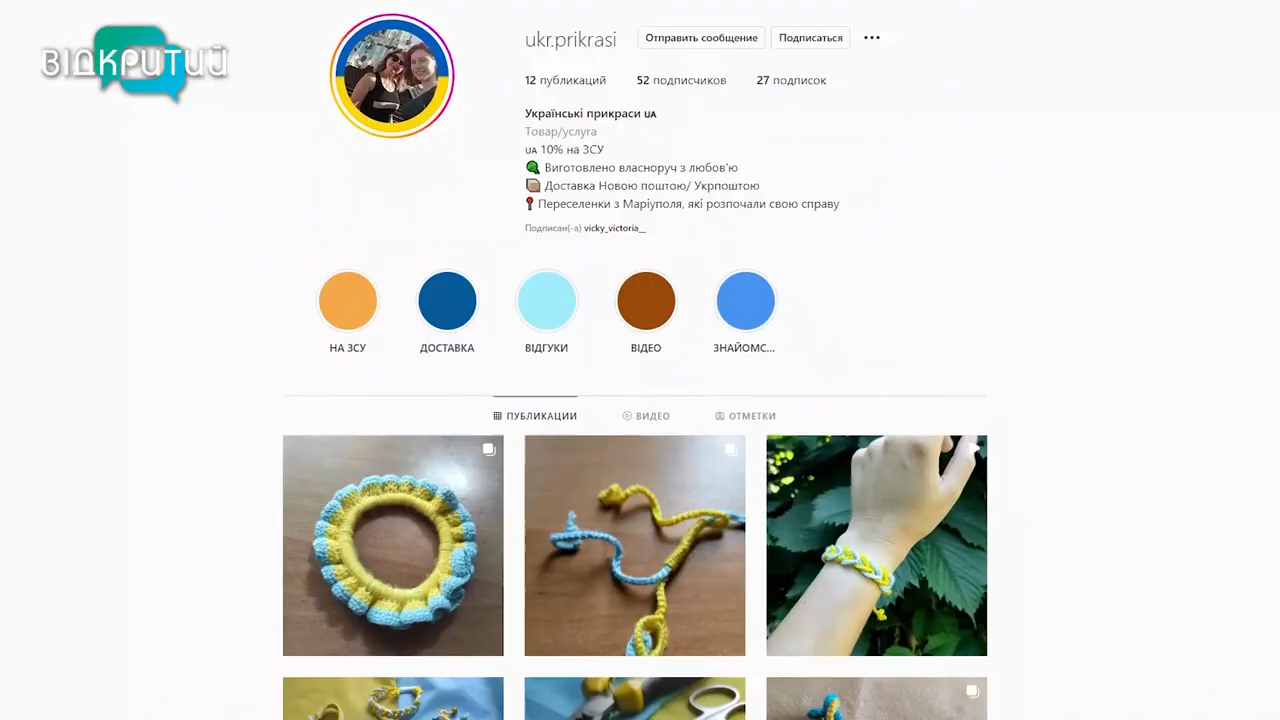 ВІДКРИТИЙ
ukr.prikrasi
Отправить сообщение
Подписаться
12 публикаций
52 подписчиков
27 подписок
Українські прикраси UA
Товар/услуга
UA 10% на ЗСУ
Виготовлено власноруч з любов'ю
Доставка Новою поштою/ Укрпоштою
Переселенки з Маріуполя, які розпочали свою справу
Подписан(-а) vicky_victoria__
НА ЗСУ
ДОСТАВКА
ВІДГУКИ
ВІДЕО
ЗНАЙОМС...
ПУБЛИКАЦИИ
ВИДЕО
ОТМЕТКИ